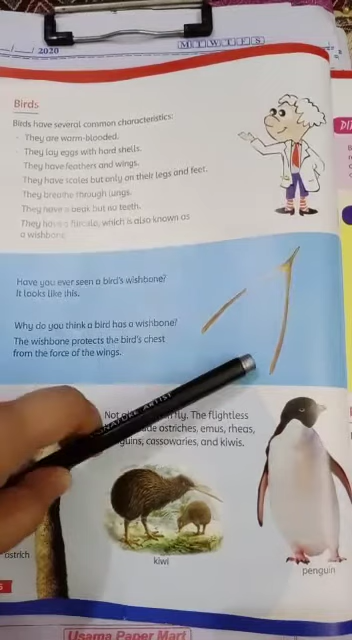 2020
M T W T F S
Birds
Birds have several common characteristics:
- They are warm-blooded.
- They lay eggs with hard shells.
They have feathers and wings.
They have scales but only on their legs and feet.
They breathe through lungs.
They have a beak but no teeth.
They have a furcula, which is also known as
a wishbone.
Have you ever seen a bird's wishbone?
It looks like this.
Why do you think a bird has a wishbone?
The wishbone protects the bird's chest
from the force of the wings.
Not fly. The flightless
ostriches, emus, rheas,
cassowaries, and kiwis.
ostrich
kiwi
penguin
Usama Paper Mart